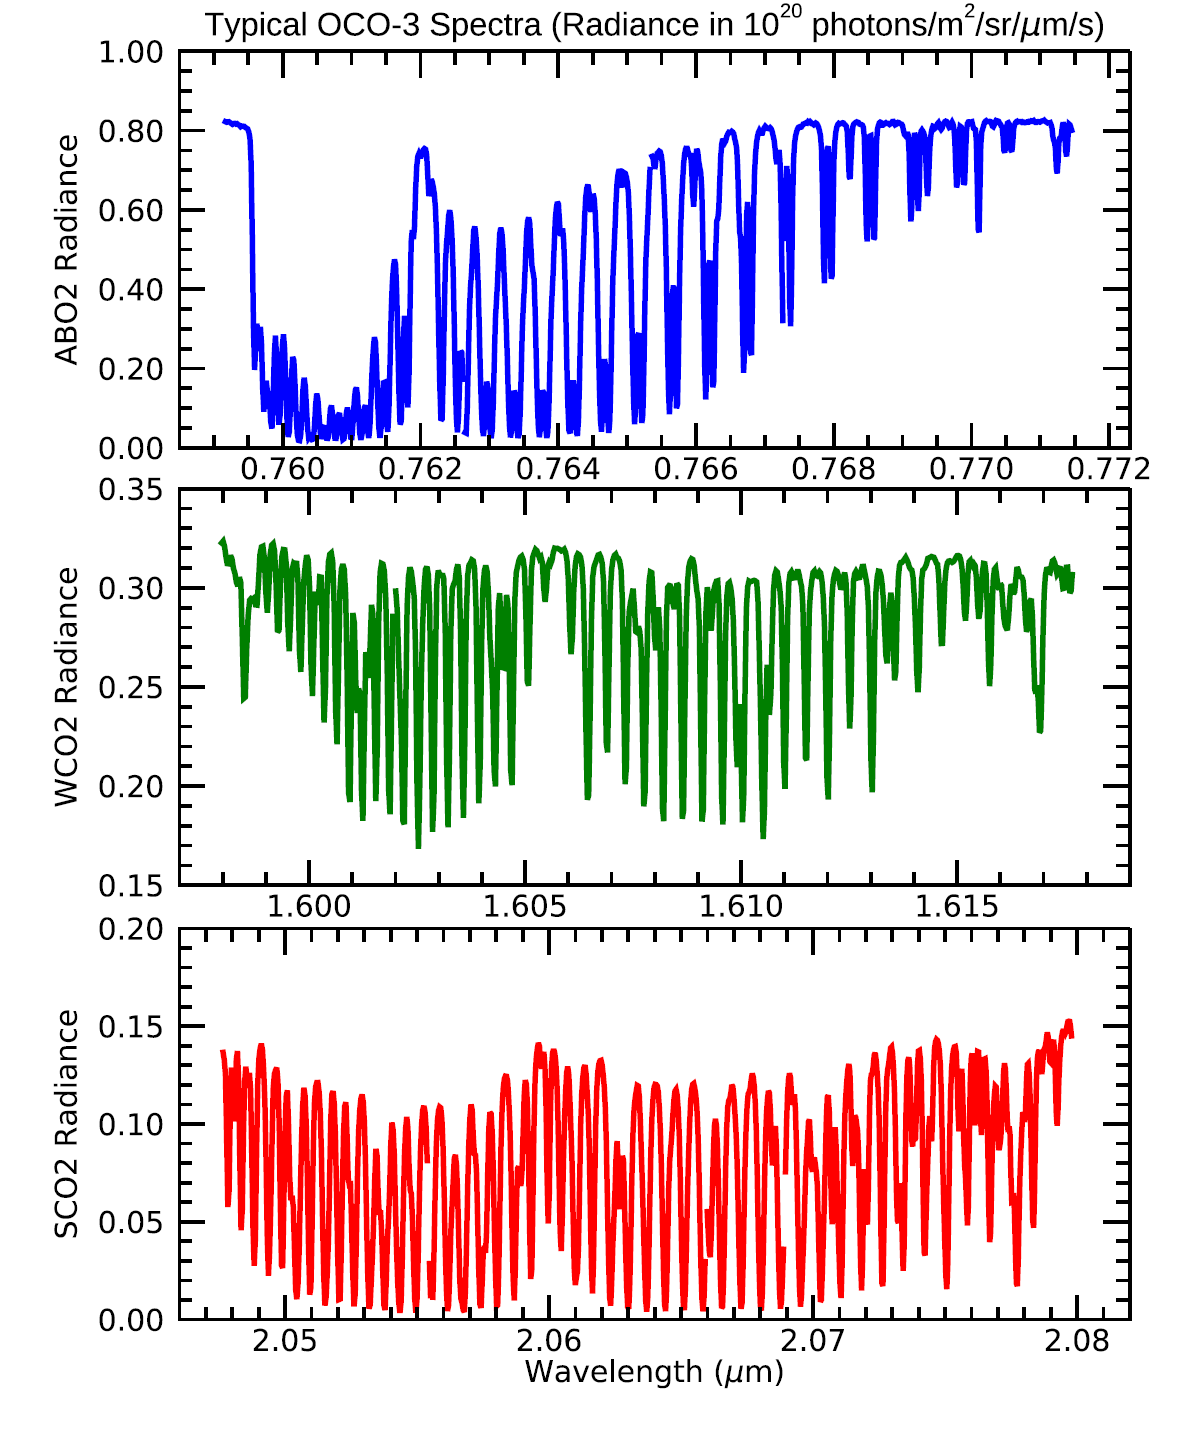 Typical OCO-3 Spectra (Radiance in 10²⁰ photons/m²/sr/μm/s)
1.00
0.80
0.60
0.40
0.20
0.00
ABO2 Radiance
0.760 0.762 0.764 0.766 0.768 0.770 0.772
0.35
0.30
0.25
0.20
0.15
WCO2 Radiance
1.600 1.605 1.610 1.615
0.20
0.15
0.10
0.05
0.00
SCO2 Radiance
2.05 2.06 2.07 2.08
Wavelength (μm)